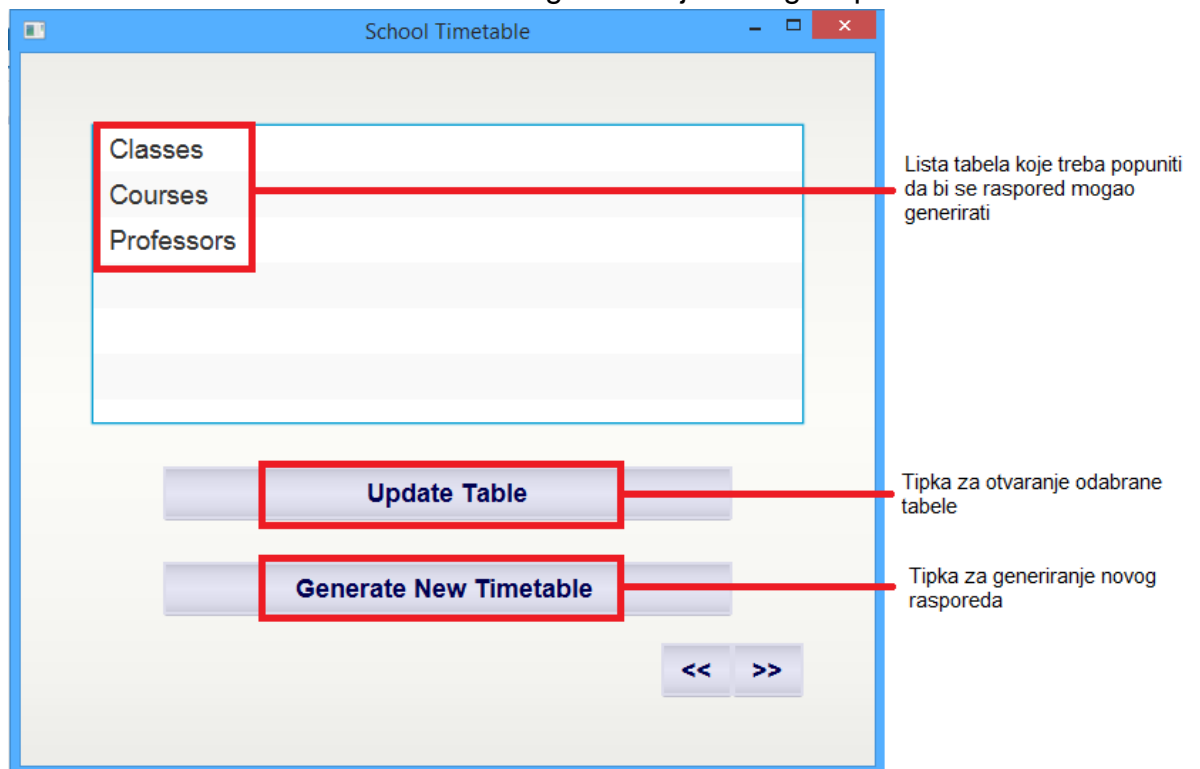 School Timetable
Classes
Courses
Professors
Lista tabela koje treba popuniti
da bi se raspored mogao
generirati
Update Table
Tipka za otvaranje odabrane
tabele
Generate New Timetable
Tipka za generiranje novog
rasporeda
<< >>